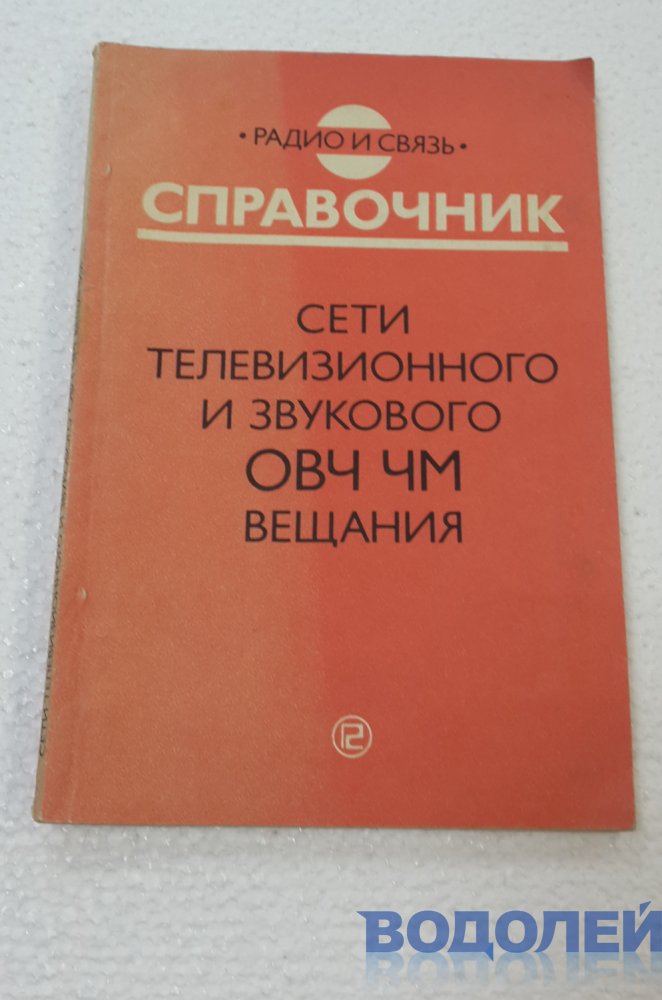 • РАДИО И СВЯЗЬ •
СПРАВОЧНИК
СЕТИ
ТЕЛЕВИЗИОННОГО
И ЗВУКОВОГО
ОВЧ ЧМ
ВЕЩАНИЯ
ВОДОЛЕЙ